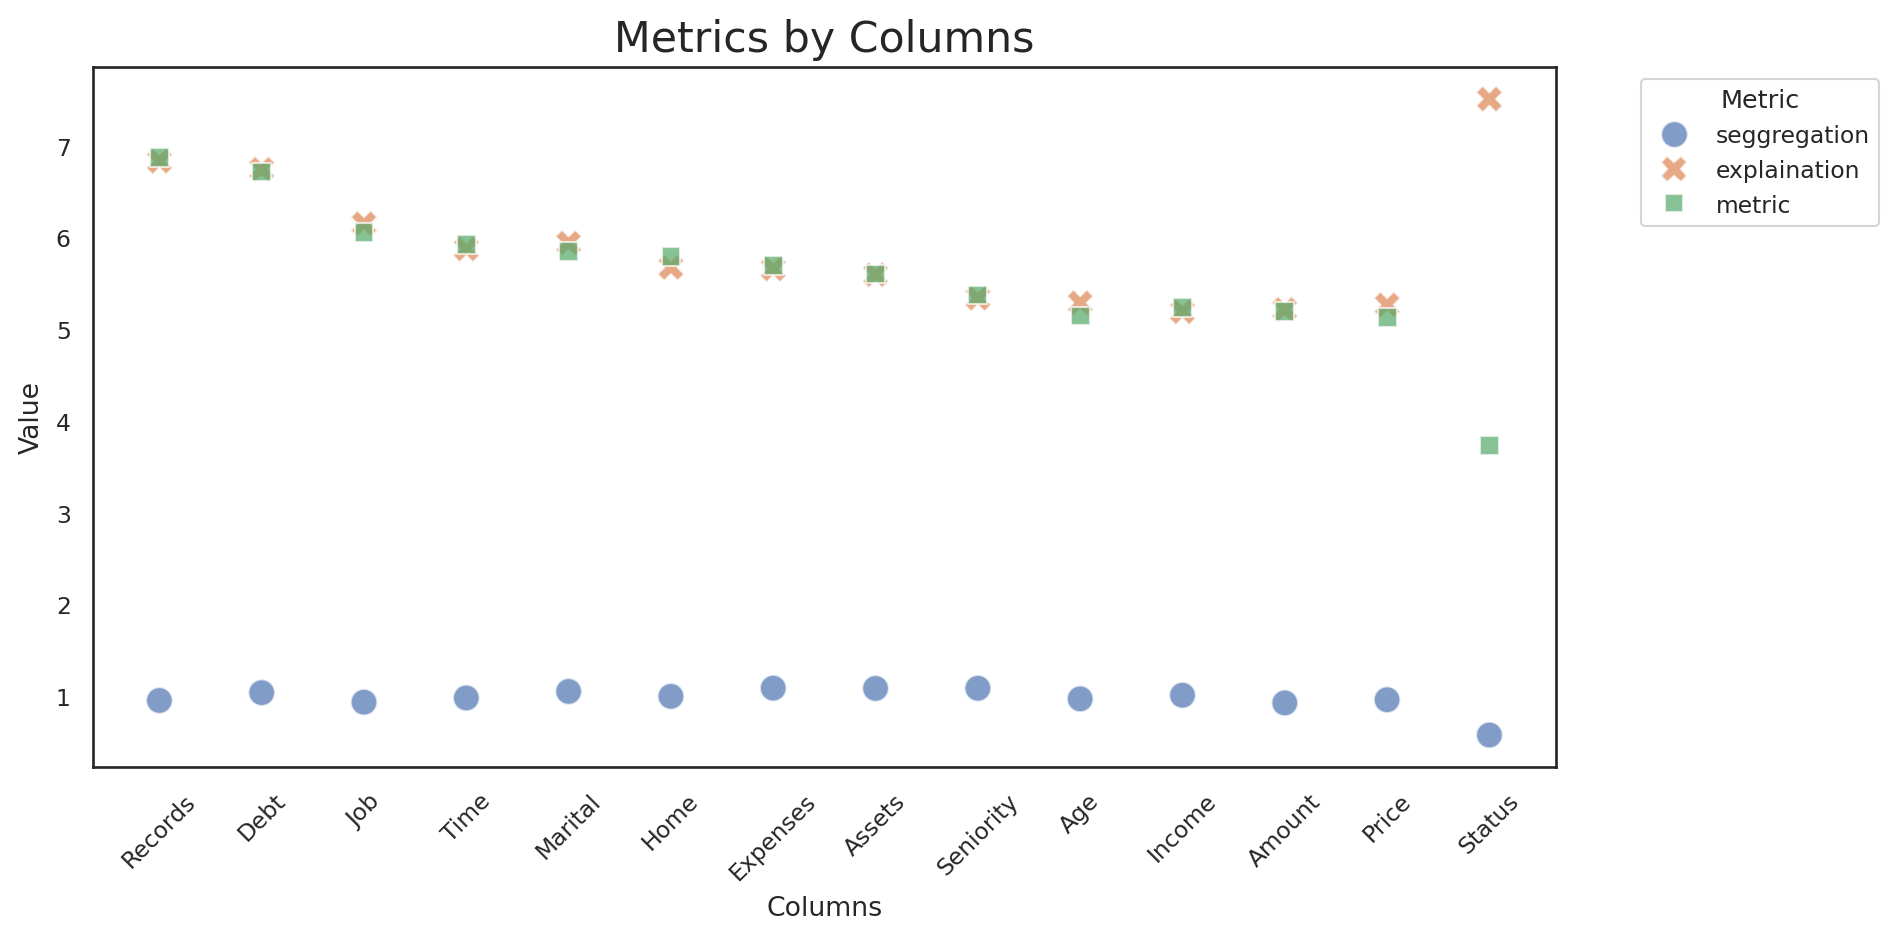 Metrics by Columns
Metric
seggregation
explaination
metric
Value
7
6
5
4
3
2
1
Records
Debt
Job
Time
Marital
Home
Expenses
Assets
Seniority
Age
Income
Amount
Price
Status
Columns